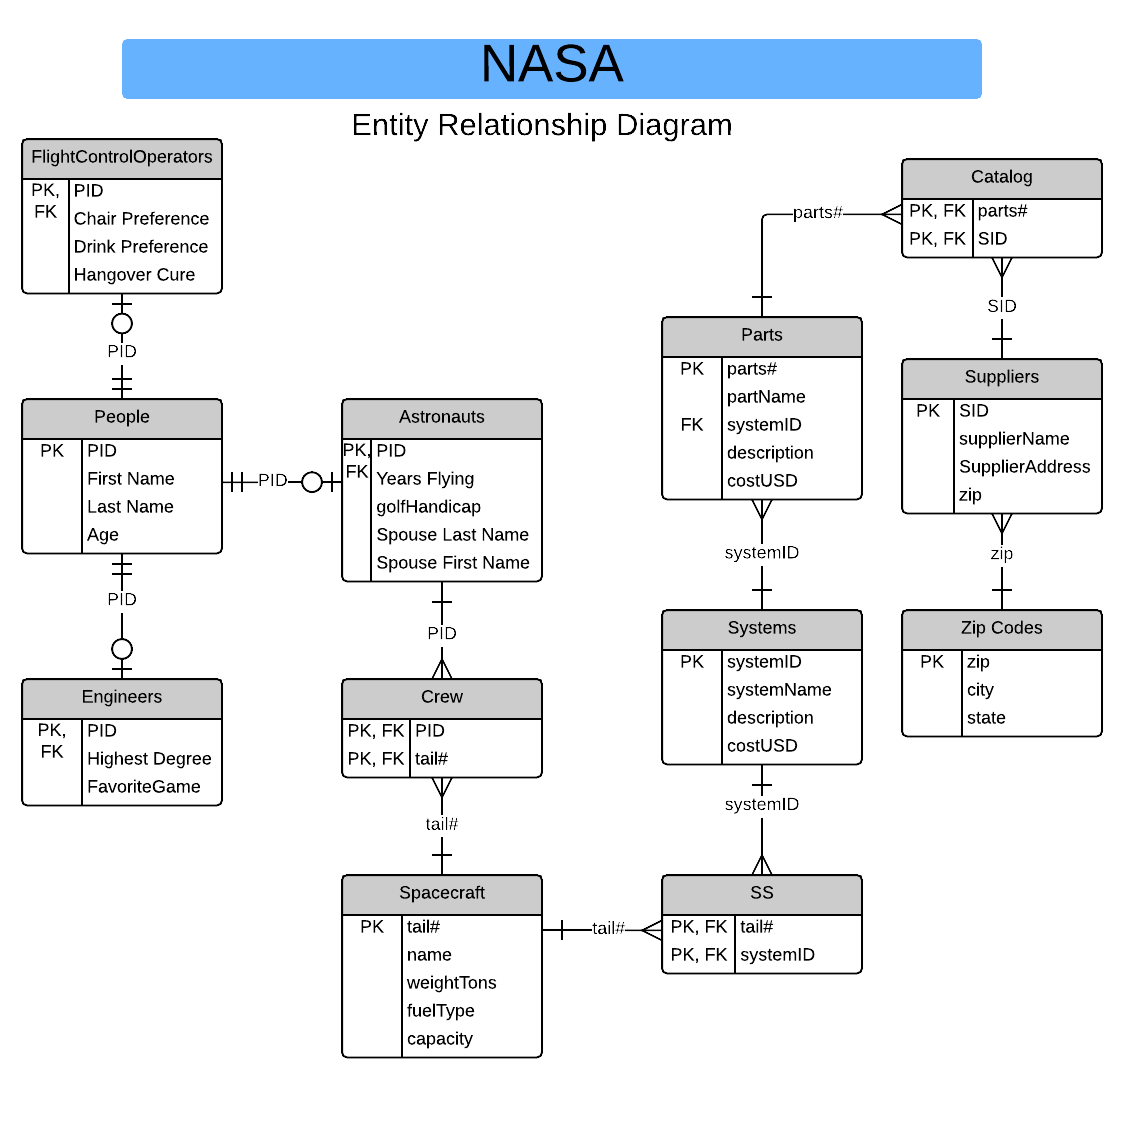 NASA
Entity Relationship Diagram
FlightControlOperators
PK, FK PID
Chair Preference
Drink Preference
Hangover Cure
PID
People
PK PID
First Name
Last Name
Age
PID
PID
Engineers
PK, FK PID
Highest Degree
FavoriteGame
Astronauts
PK, FK PID
Years Flying
golfHandicap
Spouse Last Name
Spouse First Name
PID
Crew
PK, FK PID
PK, FK tail#
tail#
Spacecraft
PK tail#
name
weightTons
fuelType
capacity
tail#
parts#
Parts
PK parts#
partName
FK systemID
description
costUSD
systemID
Systems
PK systemID
systemName
description
costUSD
systemID
SS
PK, FK tail#
PK, FK systemID
Catalog
PK, FK parts#
PK, FK SID
SID
Suppliers
PK SID
supplierName
SupplierAddress
zip
zip
Zip Codes
PK zip
city
state